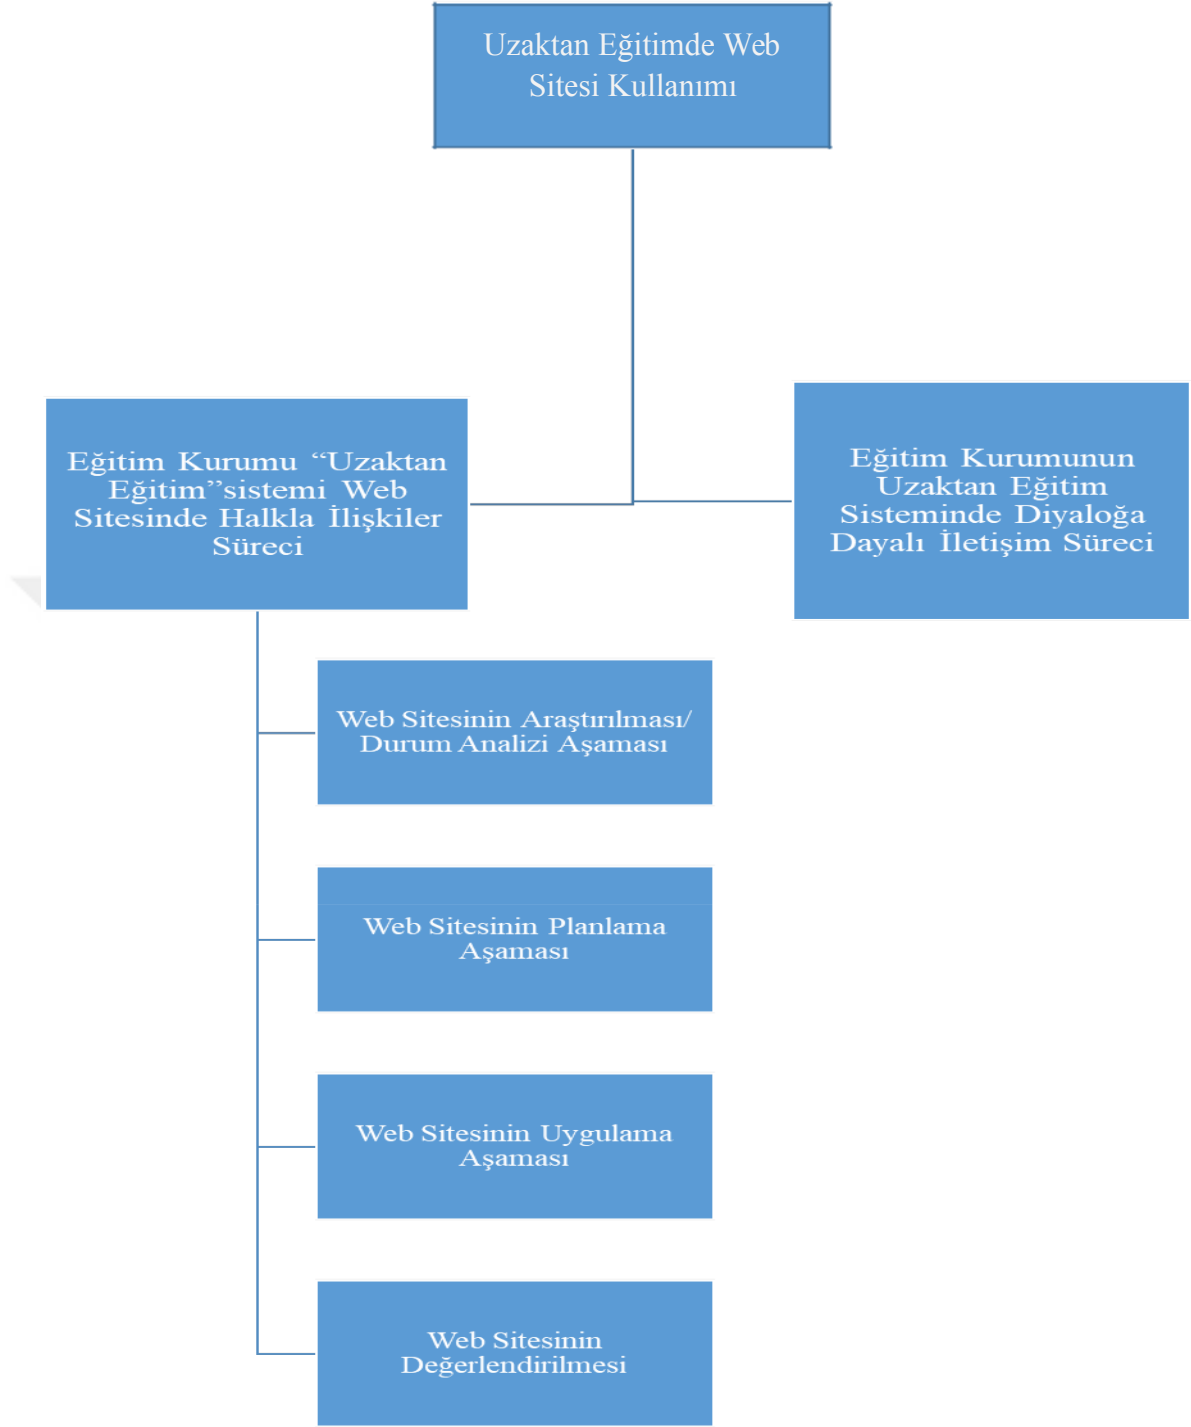 Uzaktan Eğitimde Web
Sitesi Kullanımı
Eğitim Kurumu “Uzaktan
Eğitim”sistemi Web
Sitesinde Halkla İlişkiler
Süreci
Eğitim Kurumunun
Uzaktan Eğitim
Sisteminde Diyaloğa
Dayalı İletişim Süreci
Web Sitesinin Araştırılması/
Durum Analizi Aşaması
Web Sitesinin Planlama
Aşaması
Web Sitesinin Uygulama
Aşaması
Web Sitesinin
Değerlendirilmesi